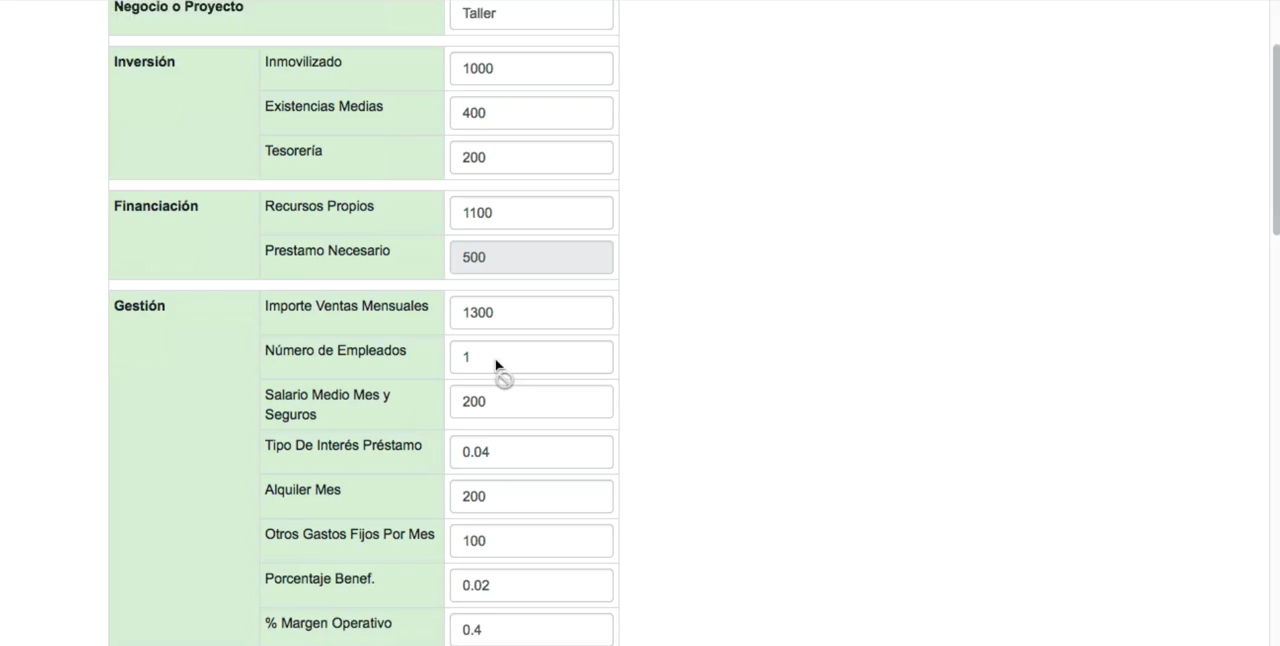 Negocio o Proyecto Taller
Inversión Inmovilizado 1000
Existencias Medias 400
Tesorería 200
Financiación Recursos Propios 1100
Prestamo Necesario 500
Gestión Importe Ventas Mensuales 1300
Número de Empleados 1
Salario Medio Mes y
Seguros 200
Tipo De Interés Préstamo 0.04
Alquiler Mes 200
Otros Gastos Fijos Por Mes 100
Porcentaje Benef. 0.02
% Margen Operativo 0.4